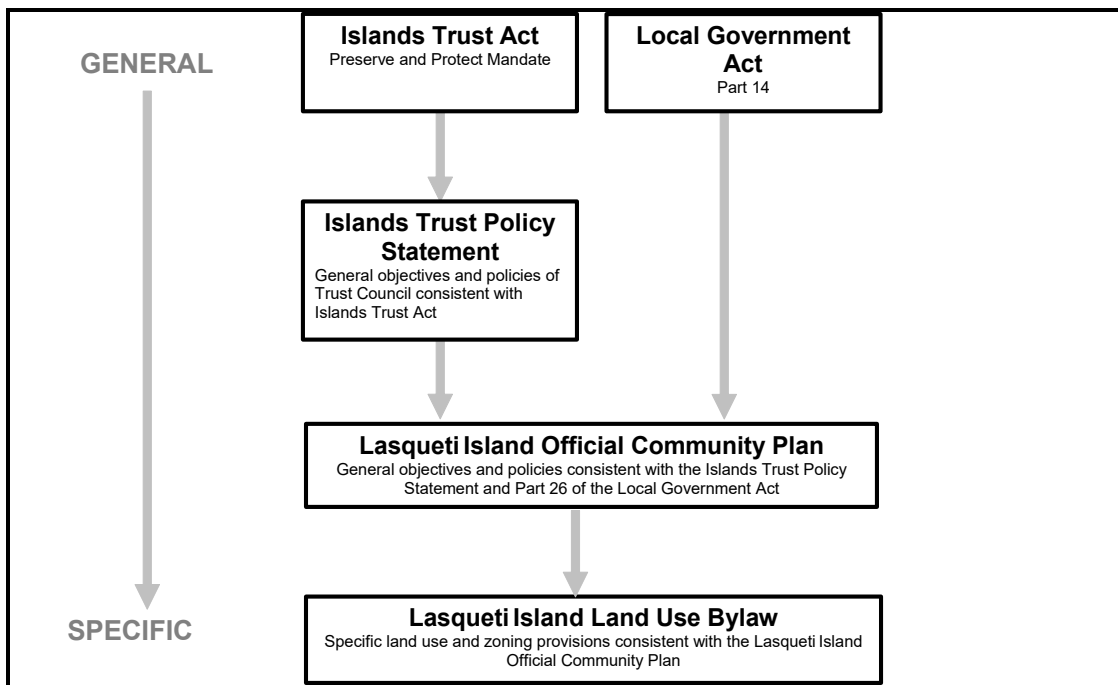 GENERAL
Islands Trust Act
Preserve and Protect Mandate
Local Government
Act
Part 14
Islands Trust Policy
Statement
General objectives and policies of
Trust Council consistent with
Islands Trust Act
Lasqueti Island Official Community Plan
General objectives and policies consistent with the Islands Trust Policy
Statement and Part 26 of the Local Government Act
SPECIFIC
Lasqueti Island Land Use Bylaw
Specific land use and zoning provisions consistent with the Lasqueti Island
Official Community Plan